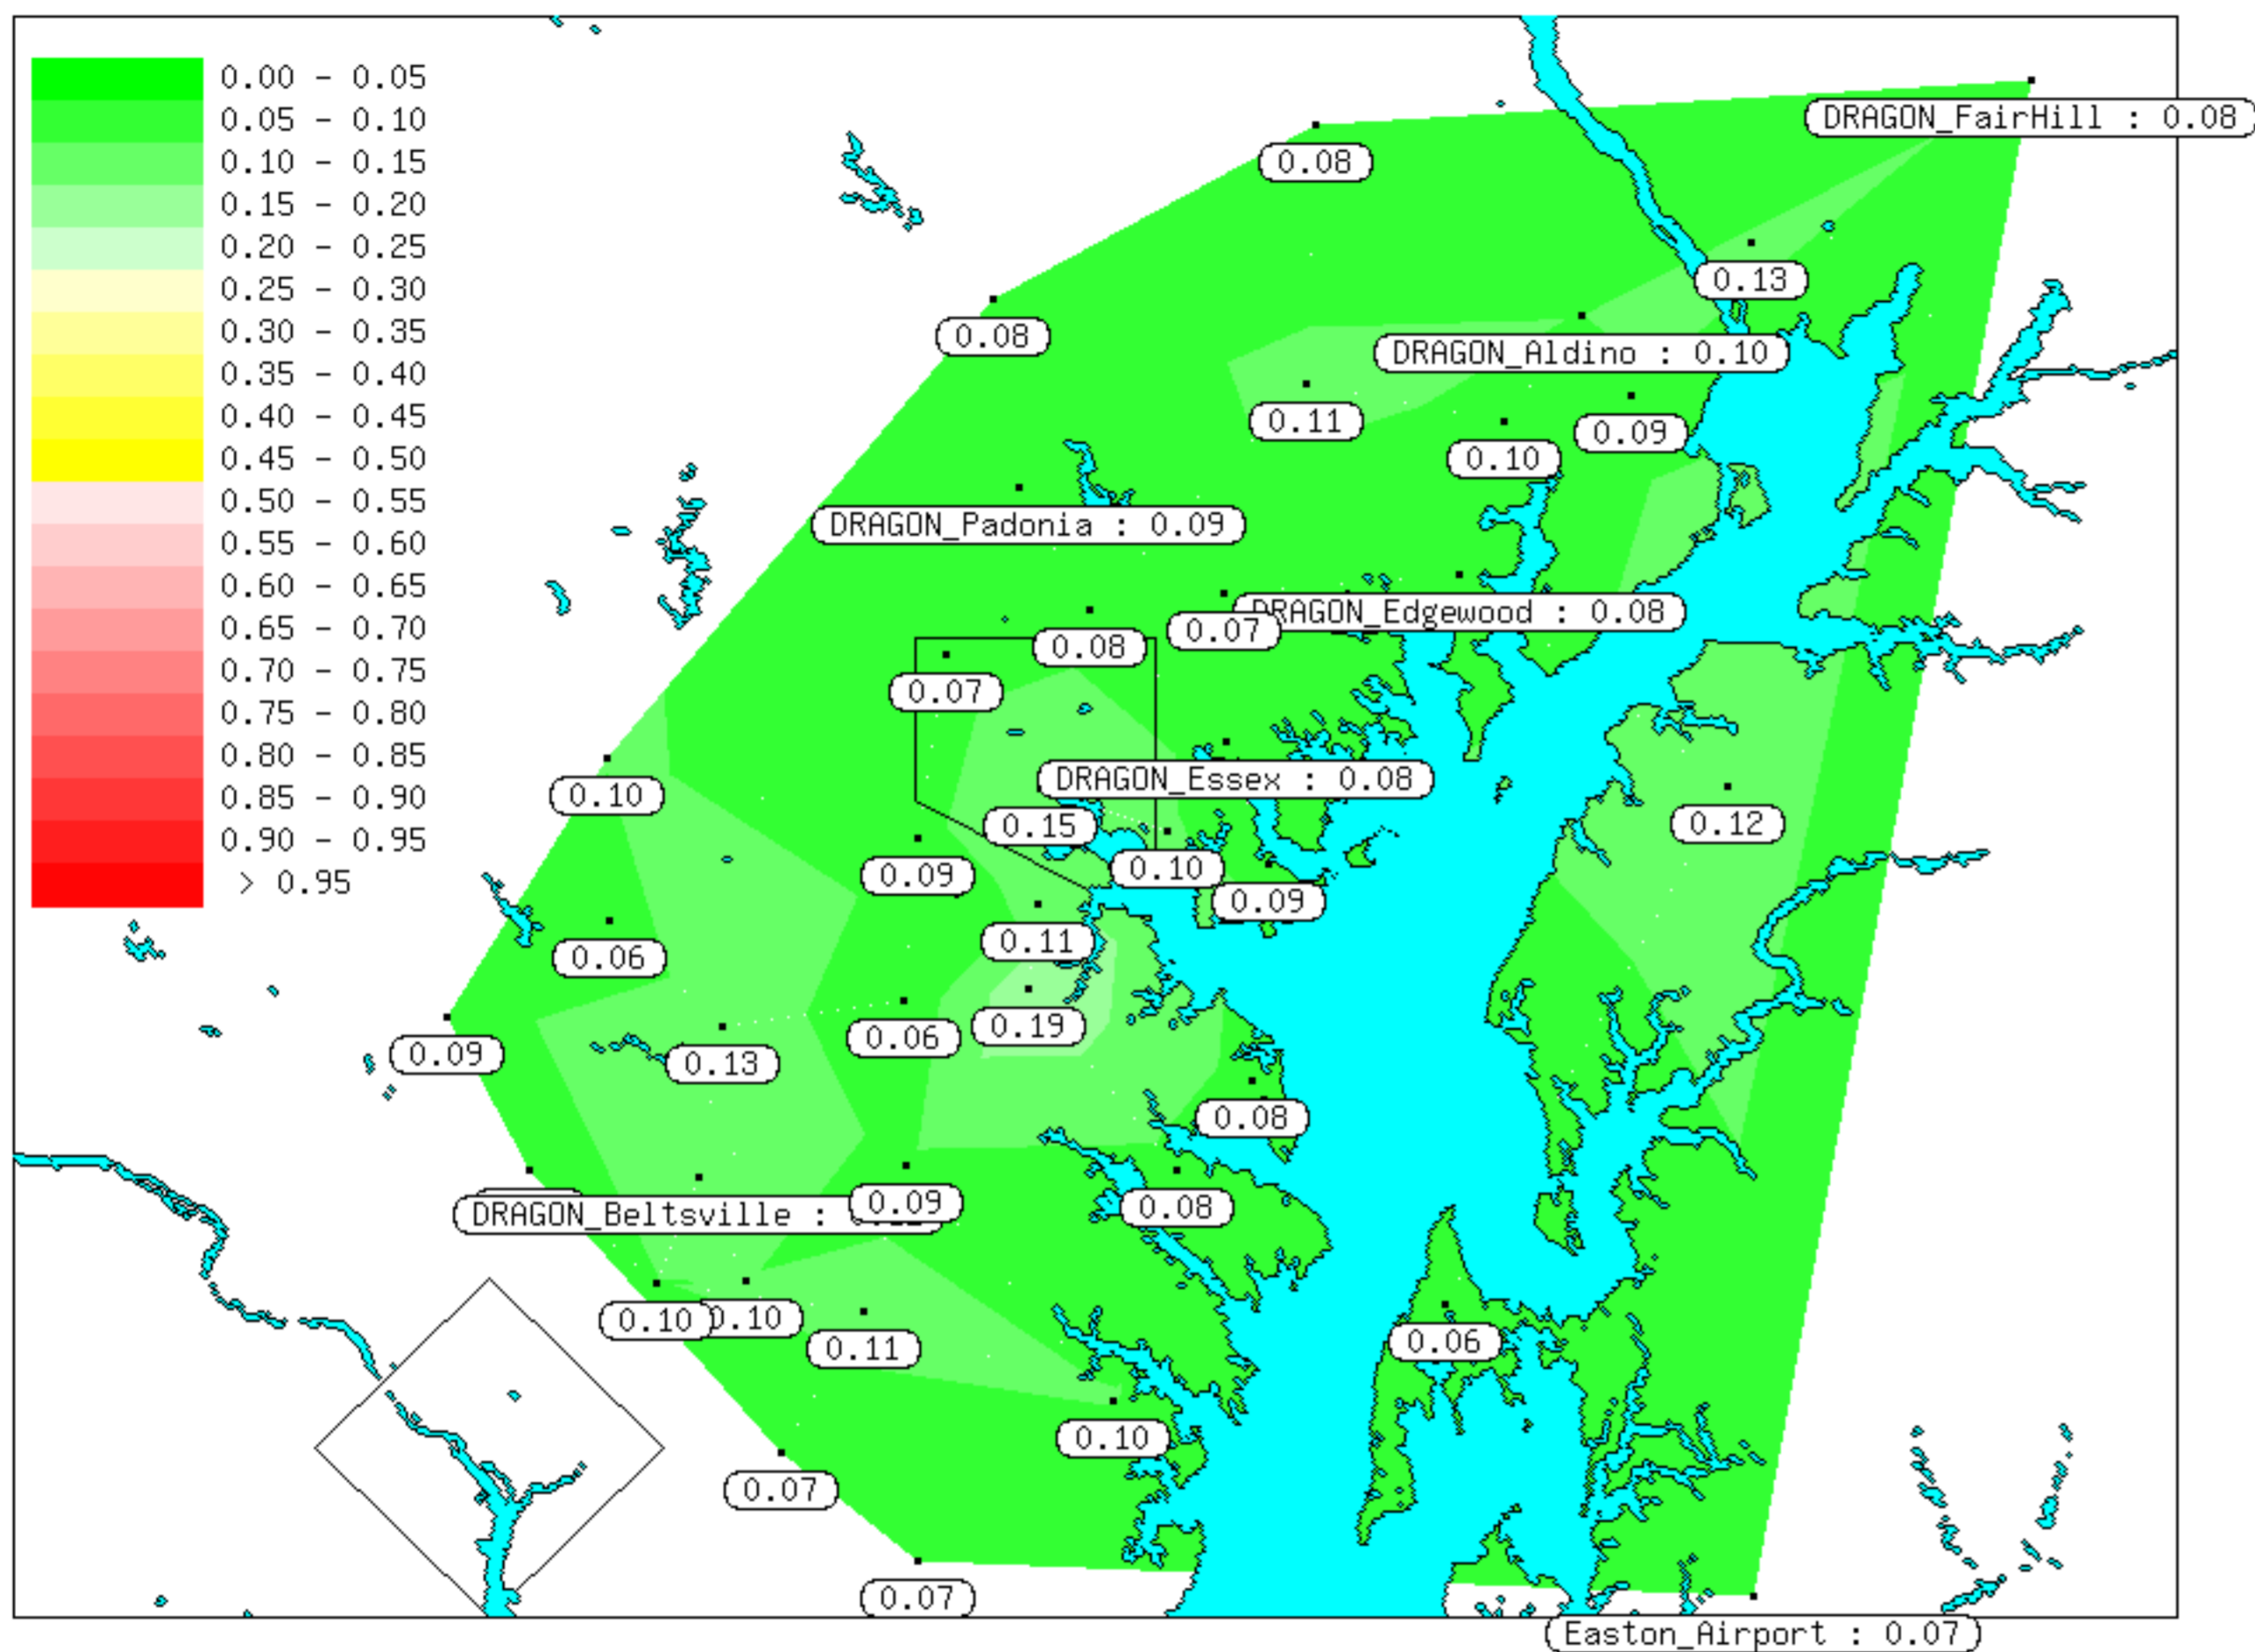 0.00 - 0.05
0.05 - 0.10
0.10 - 0.15
0.15 - 0.20
0.20 - 0.25
0.25 - 0.30
0.30 - 0.35
0.35 - 0.40
0.40 - 0.45
0.45 - 0.50
0.50 - 0.55
0.55 - 0.60
0.60 - 0.65
0.65 - 0.70
0.70 - 0.75
0.75 - 0.80
0.80 - 0.85
0.85 - 0.90
0.90 - 0.95
> 0.95
DRAGON_FairHill : 0.08
0.08
0.13
0.08
DRAGON_Aldino : 0.10
0.11
0.09
0.10
DRAGON_Padonia : 0.09
DRAGON_Edgewood : 0.08
0.07
0.08
0.07
DRAGON_Essex : 0.08
0.10
0.15
0.12
0.10
0.09
0.09
0.11
0.06
0.19
0.06
0.09
0.13
0.08
DRAGON_Beltsville :
0.09
0.08
0.10
0.10
0.11
0.06
0.10
0.07
0.07
Easton_Airport : 0.07